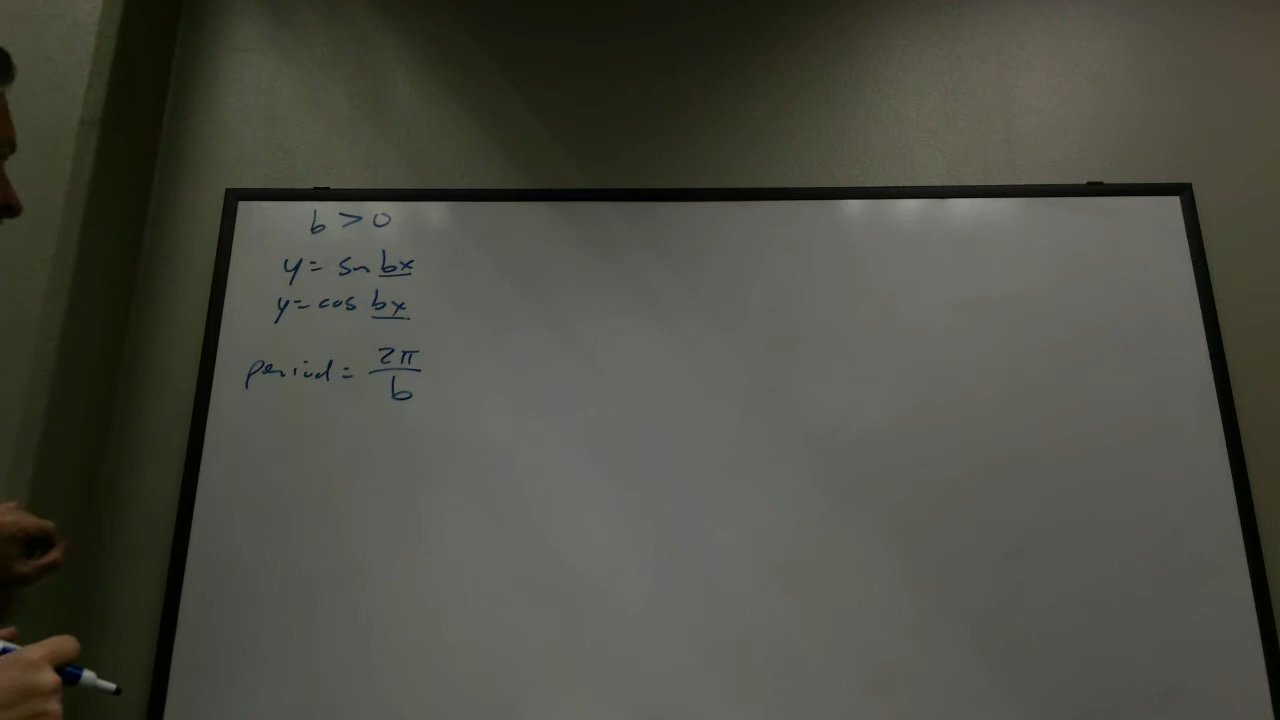 b > 0
y = sin bx
y = cos bx
period = 2π/b